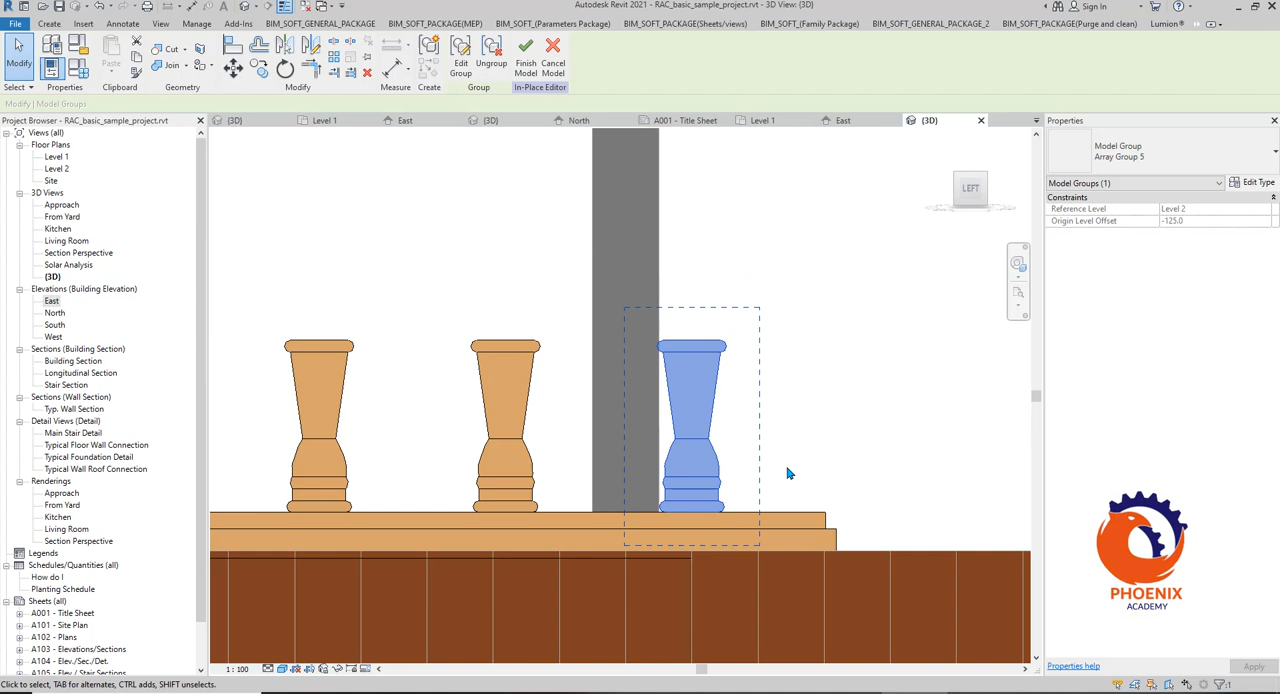 Autodesk Revit 2021 - RAC_basic_sample_project.rvt - 3D View: {3D}
Sign In
File Create Annotate View Manage Add-Ins BIM_SOFT_GENERAL_PACKAGE BIM_SOFT_PACKAGE(MEP) BIM_SOFT_(Parameters Package) BIM_SOFT_PACKAGE(Sheets/views) BIM_SOFT_(Family Package) BIM_SOFT_GENERAL_PACKAGE_2 BIM_SOFT_PACKAGE(Purge and clean) Lumion®
Modify Paste Cut Join Edit Group Ungroup Finish Model Cancel Model
Select Properties Clipboard Geometry Modify Measure Create Group In-Place Editor
Modify | Model Groups
Project Browser - RAC_basic_sample_project.rvt
{3D} Level 1 East {3D} North A001 - Title Sheet Level 1 East {3D}
Views (all)
Floor Plans
Level 1
Level 2
Site
3D Views
Approach
From Yard
Kitchen
Living Room
Section Perspective
Solar Analysis
{3D}
Elevations (Building Elevation)
East
North
South
West
Sections (Building Section)
Building Section
Longitudinal Section
Stair Section
Sections (Wall Section)
Typ. Wall Section
Detail Views (Detail)
Main Stair Detail
Typical Floor Wall Connection
Typical Foundation Detail
Typical Wall Roof Connection
Renderings
Approach
From Yard
Kitchen
Living Room
Section Perspective
Legends
Schedules/Quantities (all)
How do I
Planting Schedule
Sheets (all)
A001 - Title Sheet
A101 - Site Plan
A102 - Plans
A103 - Elevations/Sections
A104 - Elev./Sec./Det.
A105 - Elev./ Stair Sections
LEFT
Properties
Model Group
Array Group 5
Model Groups (1)
Edit Type
Constraints
Reference Level Level 2
Origin Level Offset -125.0
PHOENIX
ACADEMY
Properties help
Apply
1 : 100
Click to select, TAB for alternates, CTRL adds, SHIFT unselects.
:1